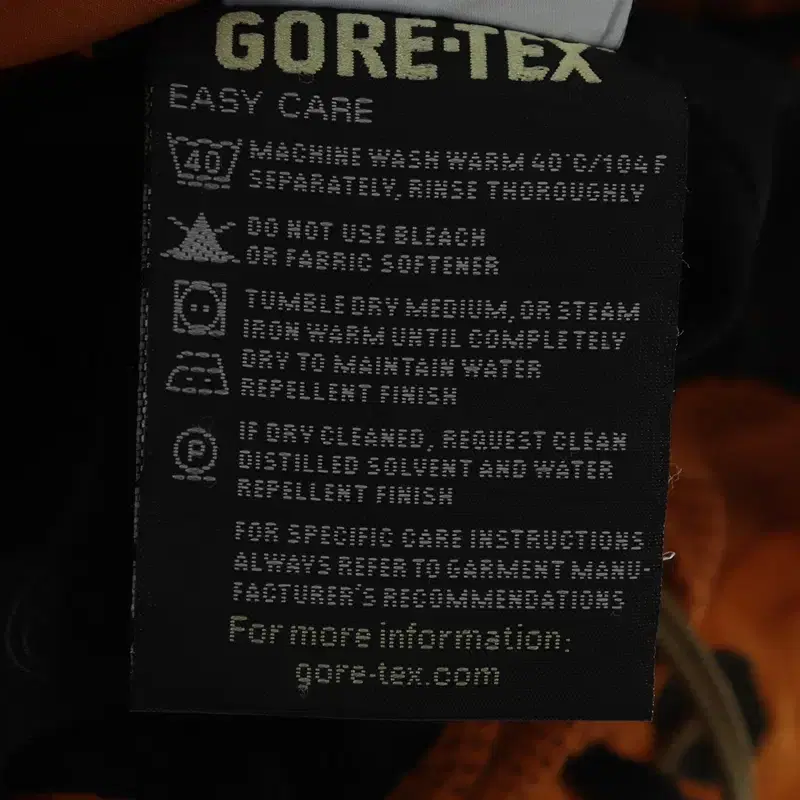 GORE-TEX
EASY CARE
40 MACHINE WASH WARM 40°C/104 F
SEPARATELY, RINSE THOROUGHLY
DO NOT USE BLEACH
OR FABRIC SOFTENER
TUMBLE DRY MEDIUM, OR STEAM
IRON WARM UNTIL COMPLETELY
DRY TO MAINTAIN WATER
REPELLENT FINISH
P IF DRY CLEANED, REQUEST CLEAN
DISTILLED SOLVENT AND WATER
REPELLENT FINISH
FOR SPECIFIC CARE INSTRUCTIONS
ALWAYS REFER TO GARMENT MANU-
FACTURER'S RECOMMENDATIONS
For more information:
gore-tex.com